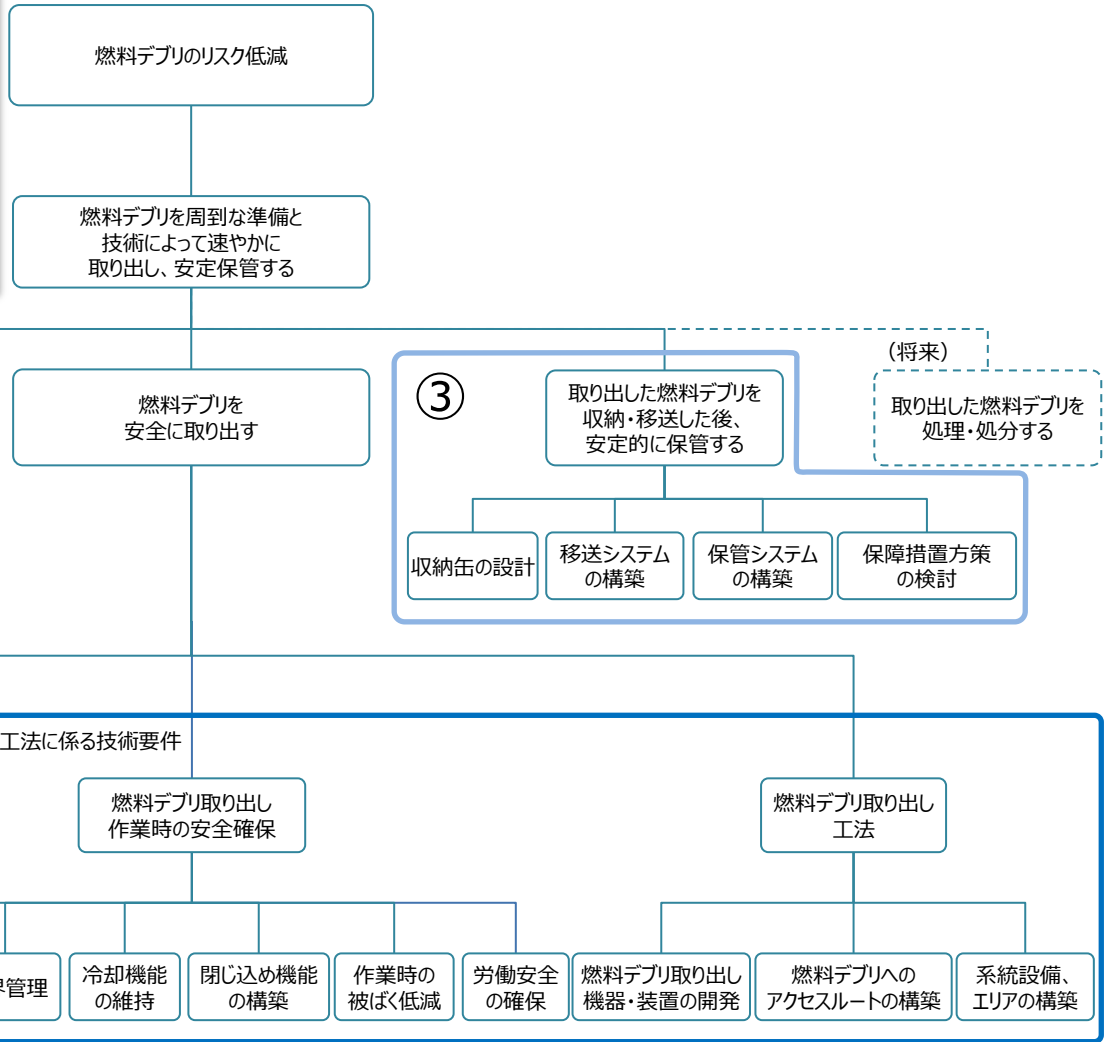 燃料デブリのリスク低減
燃料デブリを周到な準備と
技術によって速やかに
取り出し、安定保管する
(将来)
燃料デブリを
安全に取り出す
③
取り出した燃料デブリを
収納・移送した後、
安定的に保管する
取り出した燃料デブリを
処理・処分する
収納缶の設計
移送システム
の構築
保管システム
の構築
保障措置方策
の検討
工法に係る技術要件
燃料デブリ取り出し
作業時の安全確保
燃料デブリ取り出し
工法
界管理
冷却機能
の維持
閉じ込め機能
の構築
作業時の
被ばく低減
労働安全
の確保
燃料デブリ取り出し
機器・装置の開発
燃料デブリへの
アクセスルートの構築
系統設備、
エリアの構築